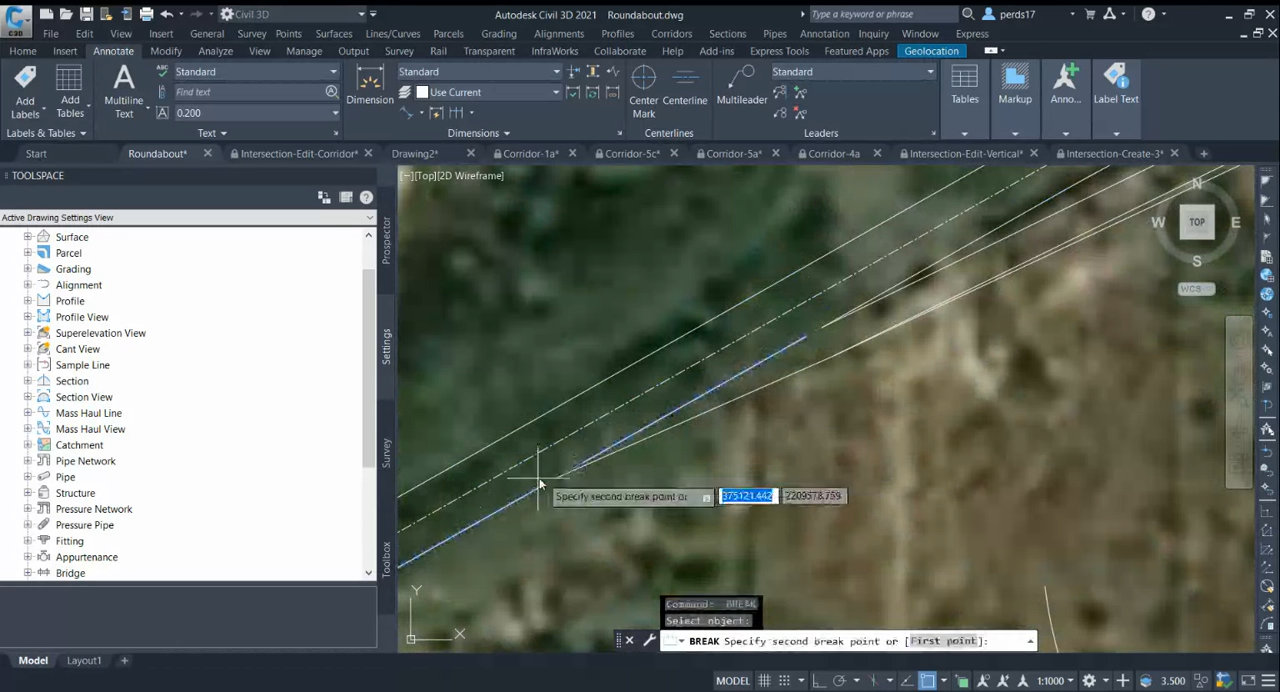 Civil 3D
Autodesk Civil 3D 2021 Roundabout.dwg
Type a keyword or phrase
perds17
C3D
File Edit View Insert General Survey Points Surfaces Lines/Curves Parcels Grading Alignments Profiles Corridors Sections Pipes Annotation Inquiry Window Express
Home Insert Annotate Modify Analyze View Manage Output Survey Rail Transparent InfraWorks Collaborate Help Add-ins Express Tools Featured Apps Geolocation
Add Labels
Add Tables
Labels & Tables
Multiline Text
Standard
Find text
0.200
Text
Dimension
Standard
Use Current
Dimensions
Center Mark
Centerline
Centerlines
Multileader
Standard
Leaders
Tables
Markup
Anno...
Label Text
Start Roundabout* Intersection-Edit-Corridor* Drawing2* Corridor-1a* Corridor-5c* Corridor-5a* Corridor-4a Intersection-Edit-Vertical* Intersection-Create-3*
TOOLSPACE
Active Drawing Settings View
Surface
Parcel
Grading
Alignment
Profile
Profile View
Superelevation View
Cant View
Sample Line
Section
Section View
Mass Haul Line
Mass Haul View
Catchment
Pipe Network
Pipe
Structure
Pressure Network
Pressure Pipe
Fitting
Appurtenance
Bridge
Prospector
Settings
Survey
Toolbox
[−][Top][2D Wireframe]
N
W TOP E
S
WCS
Specify second break point or 375121.442 2209578.759
Y
X
Command: BREAK
Select object:
BREAK Specify second break point or [First point]:
Model Layout1
MODEL 1:1000 3.500